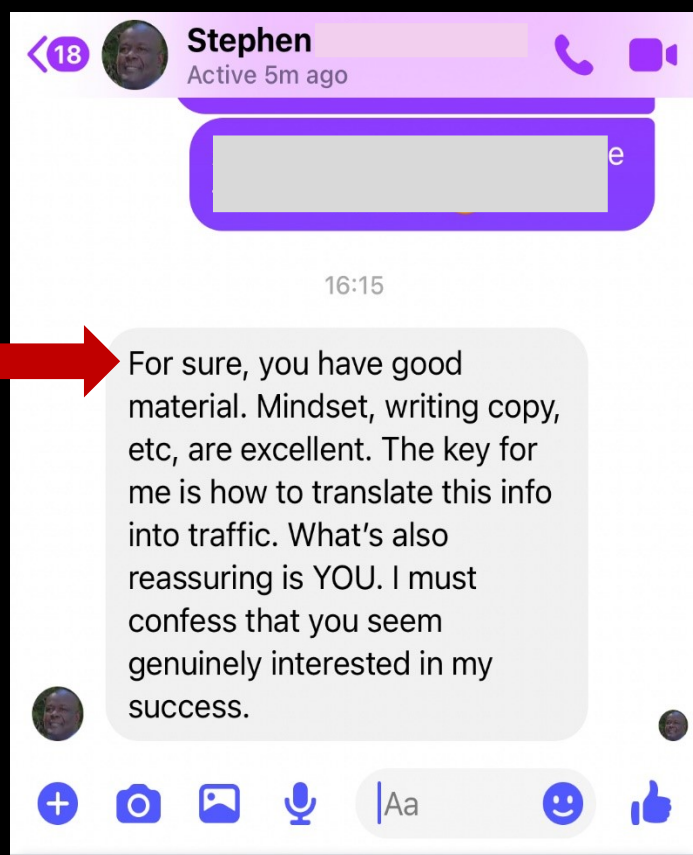 18
Stephen
Active 5m ago
e
16:15
For sure, you have good
material. Mindset, writing copy,
etc, are excellent. The key for
me is how to translate this info
into traffic. What's also
reassuring is YOU. I must
confess that you seem
genuinely interested in my
success.
Aa